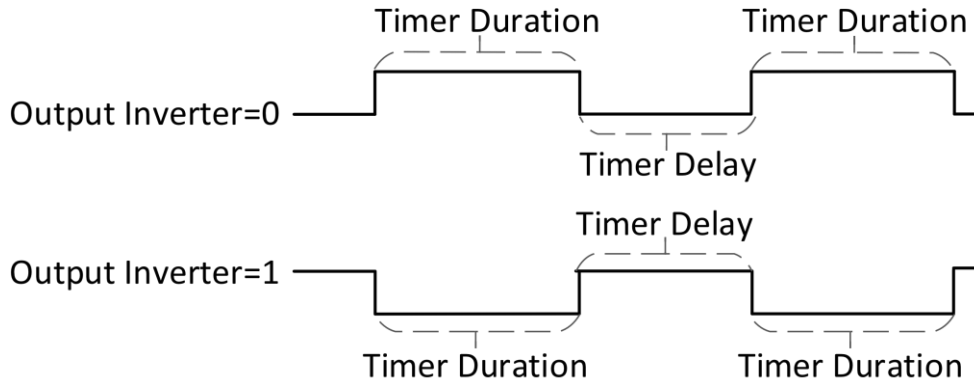 Timer Duration
Timer Duration
Output Inverter=0
Timer Delay
Timer Delay
Output Inverter=1
Timer Duration
Timer Duration